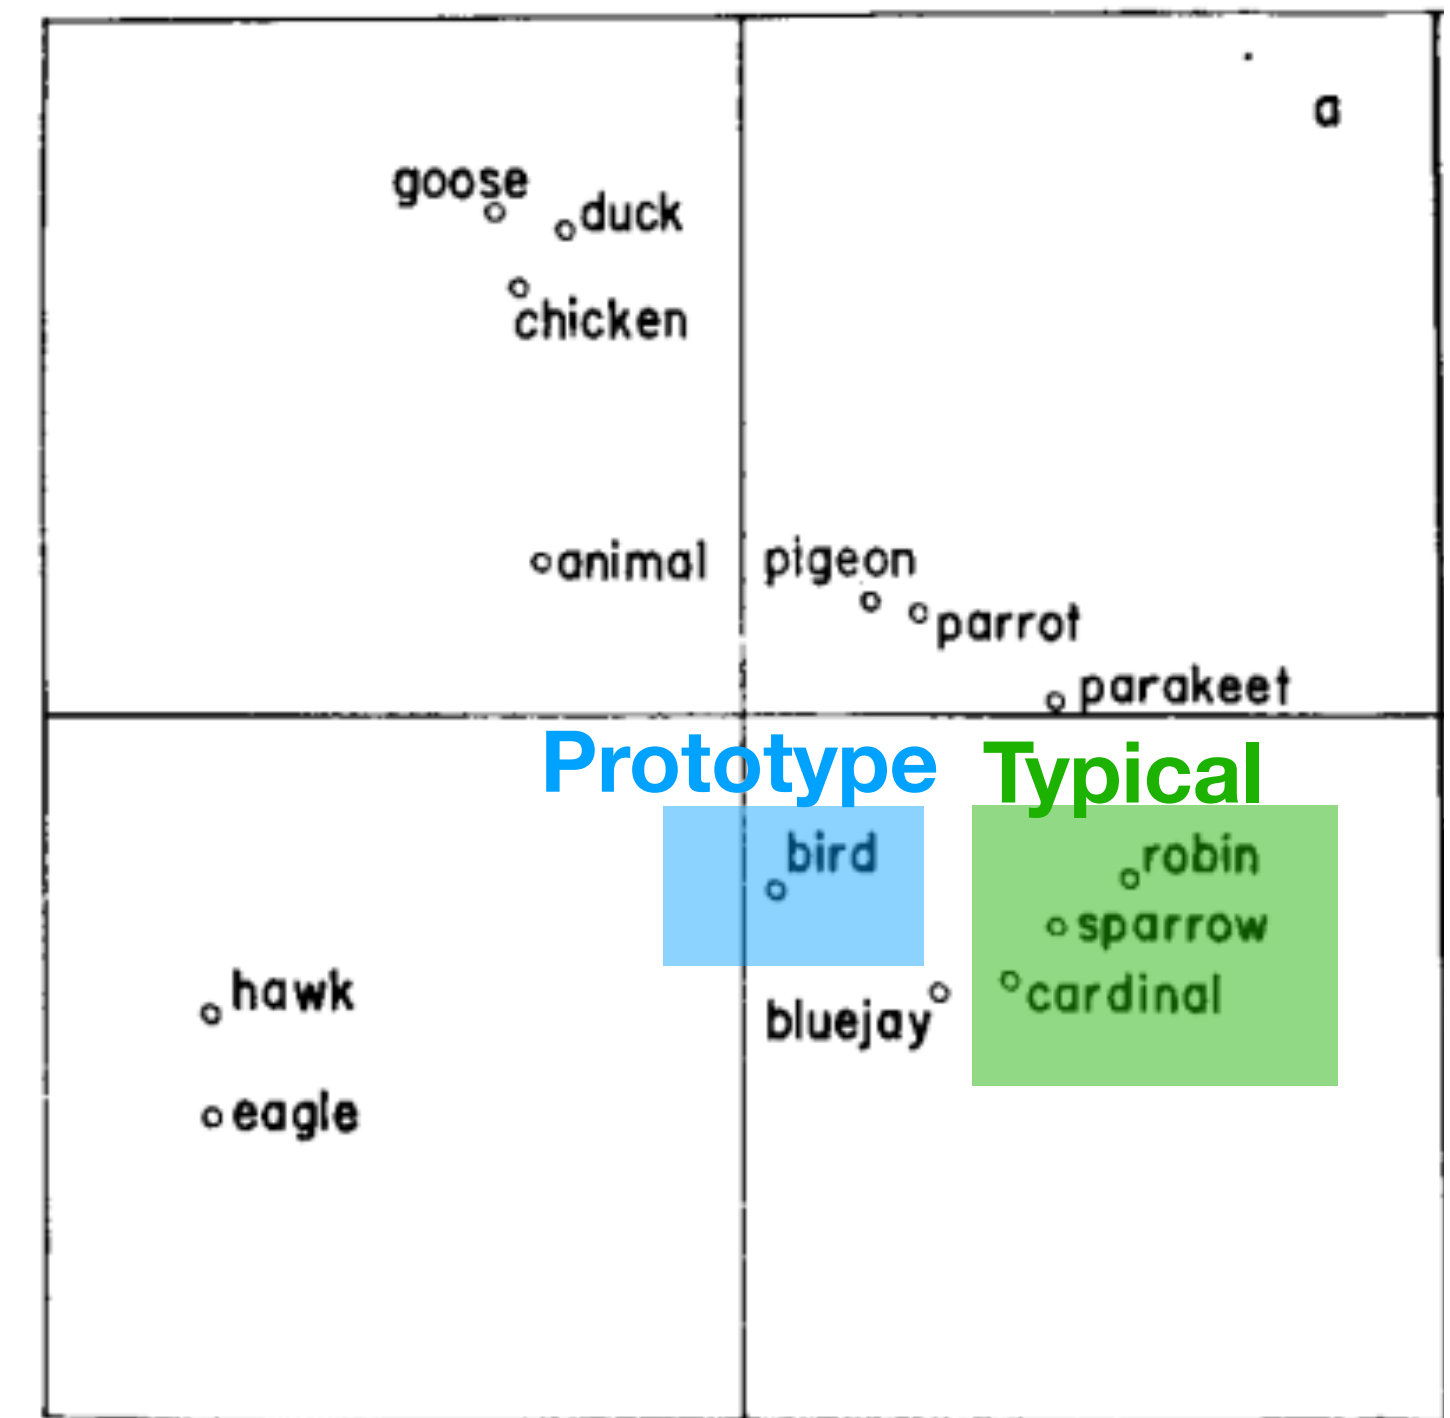 a
goose
duck
chicken
animal
pigeon
parrot
parakeet
Prototype
Typical
bird
robin
sparrow
cardinal
bluejay
hawk
eagle